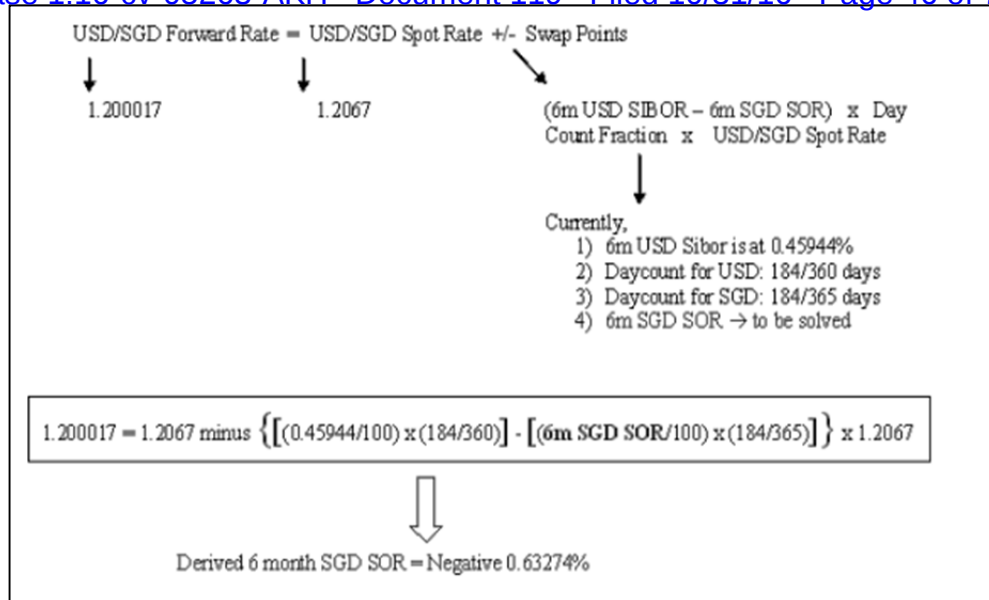 USD/SGD Forward Rate = USD/SGD Spot Rate +/- Swap Points
1.200017 1.2067 (6m USD SIBOR – 6m SGD SOR) x Day
Count Fraction x USD/SGD Spot Rate
Currently,
1) 6m USD Sibor is at 0.45944%
2) Daycount for USD: 184/360 days
3) Daycount for SGD: 184/365 days
4) 6m SGD SOR → to be solved
1.200017 = 1.2067 minus {[(0.45944/100) x (184/360)] - [(6m SGD SOR/100) x (184/365)]} x 1.2067
Derived 6 month SGD SOR = Negative 0.63274%